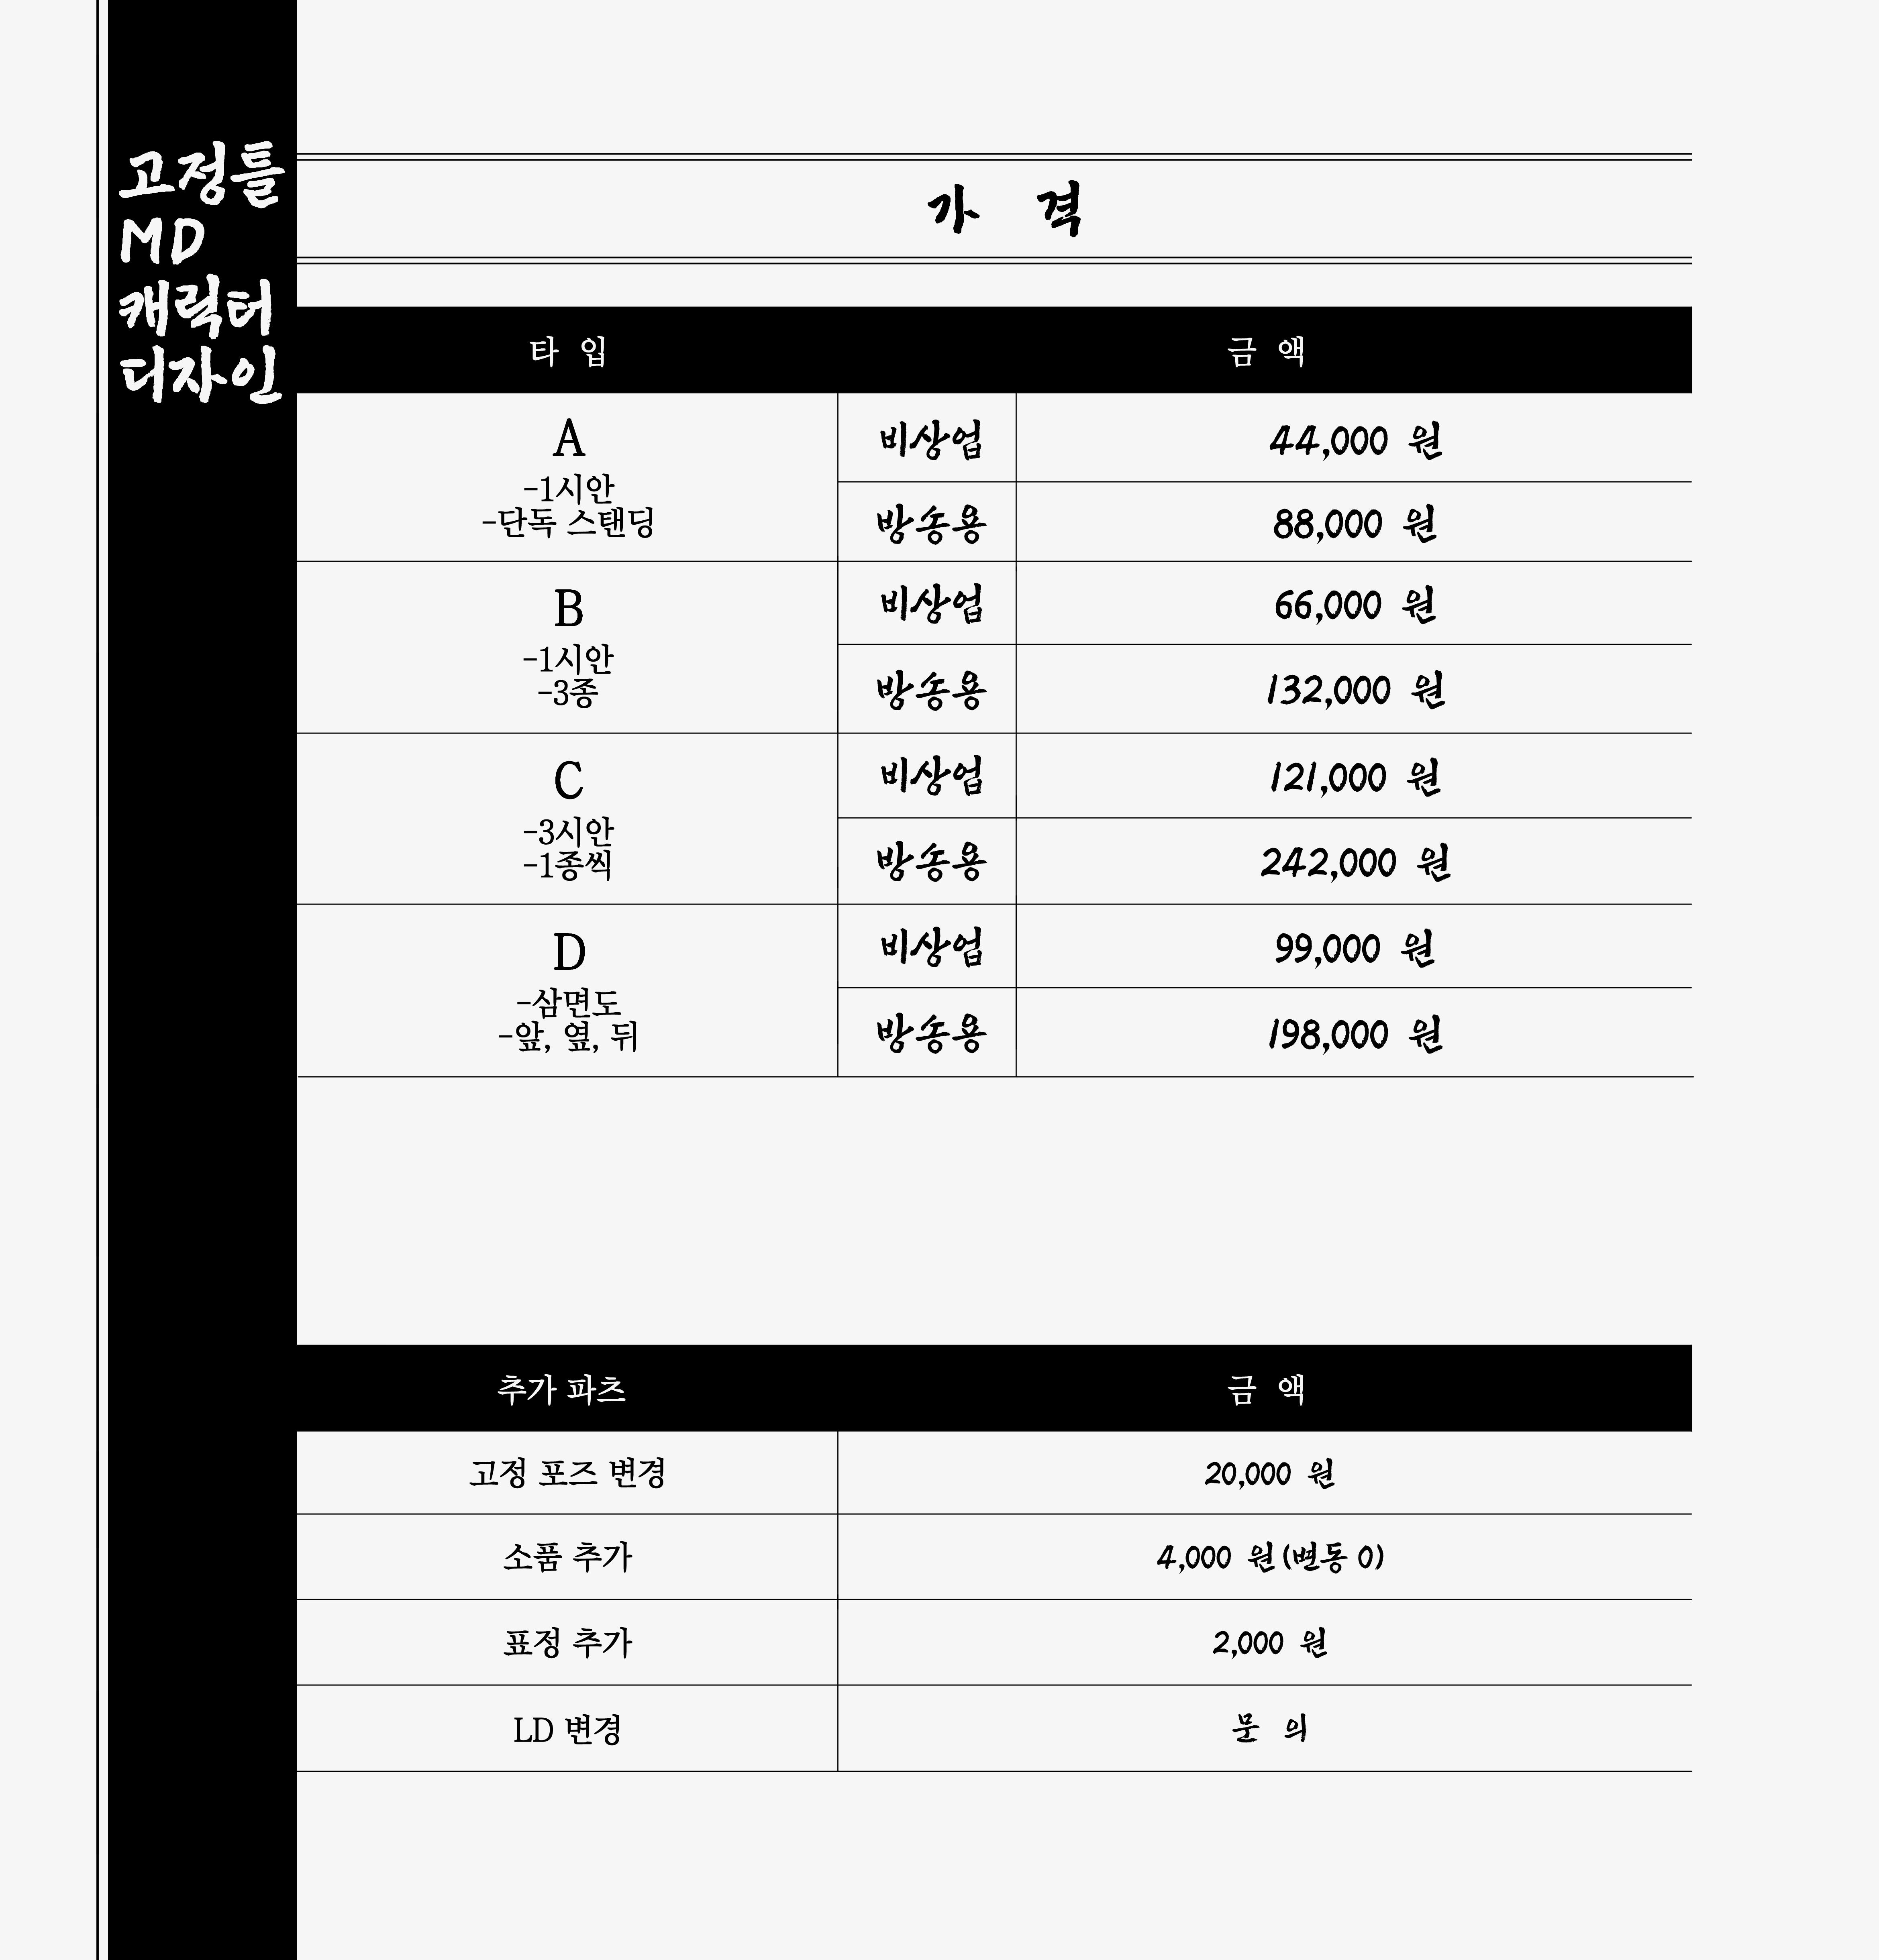 고정틀
MD
캐릭터
디자인
가 격
타 입 금 액
A
-1시안
-단독 스탠딩
비상업 44,000 원
방송용 88,000 원
B
-1시안
-3종
비상업 66,000 원
방송용 132,000 원
C
-3시안
-1종씩
비상업 121,000 원
방송용 242,000 원
D
-삼면도
-앞, 옆, 뒤
비상업 99,000 원
방송용 198,000 원
추가 파츠 금 액
고정 포즈 변경 20,000 원
소품 추가 4,000 원(변동 O)
표정 추가 2,000 원
LD 변경 문 의